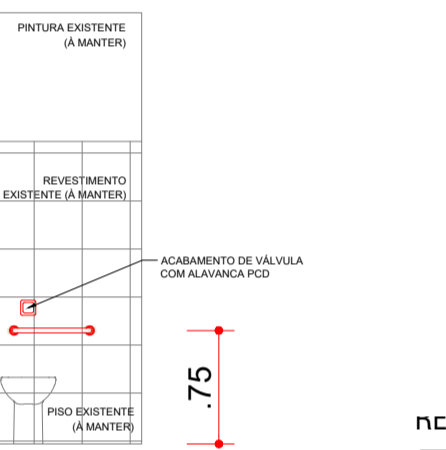 PINTURA EXISTENTE
(À MANTER)
REVESTIMENTO
EXISTENTE (À MANTER)
ACABAMENTO DE VÁLVULA
COM ALAVANCA PCD
.75
PISO EXISTENTE
(À MANTER)